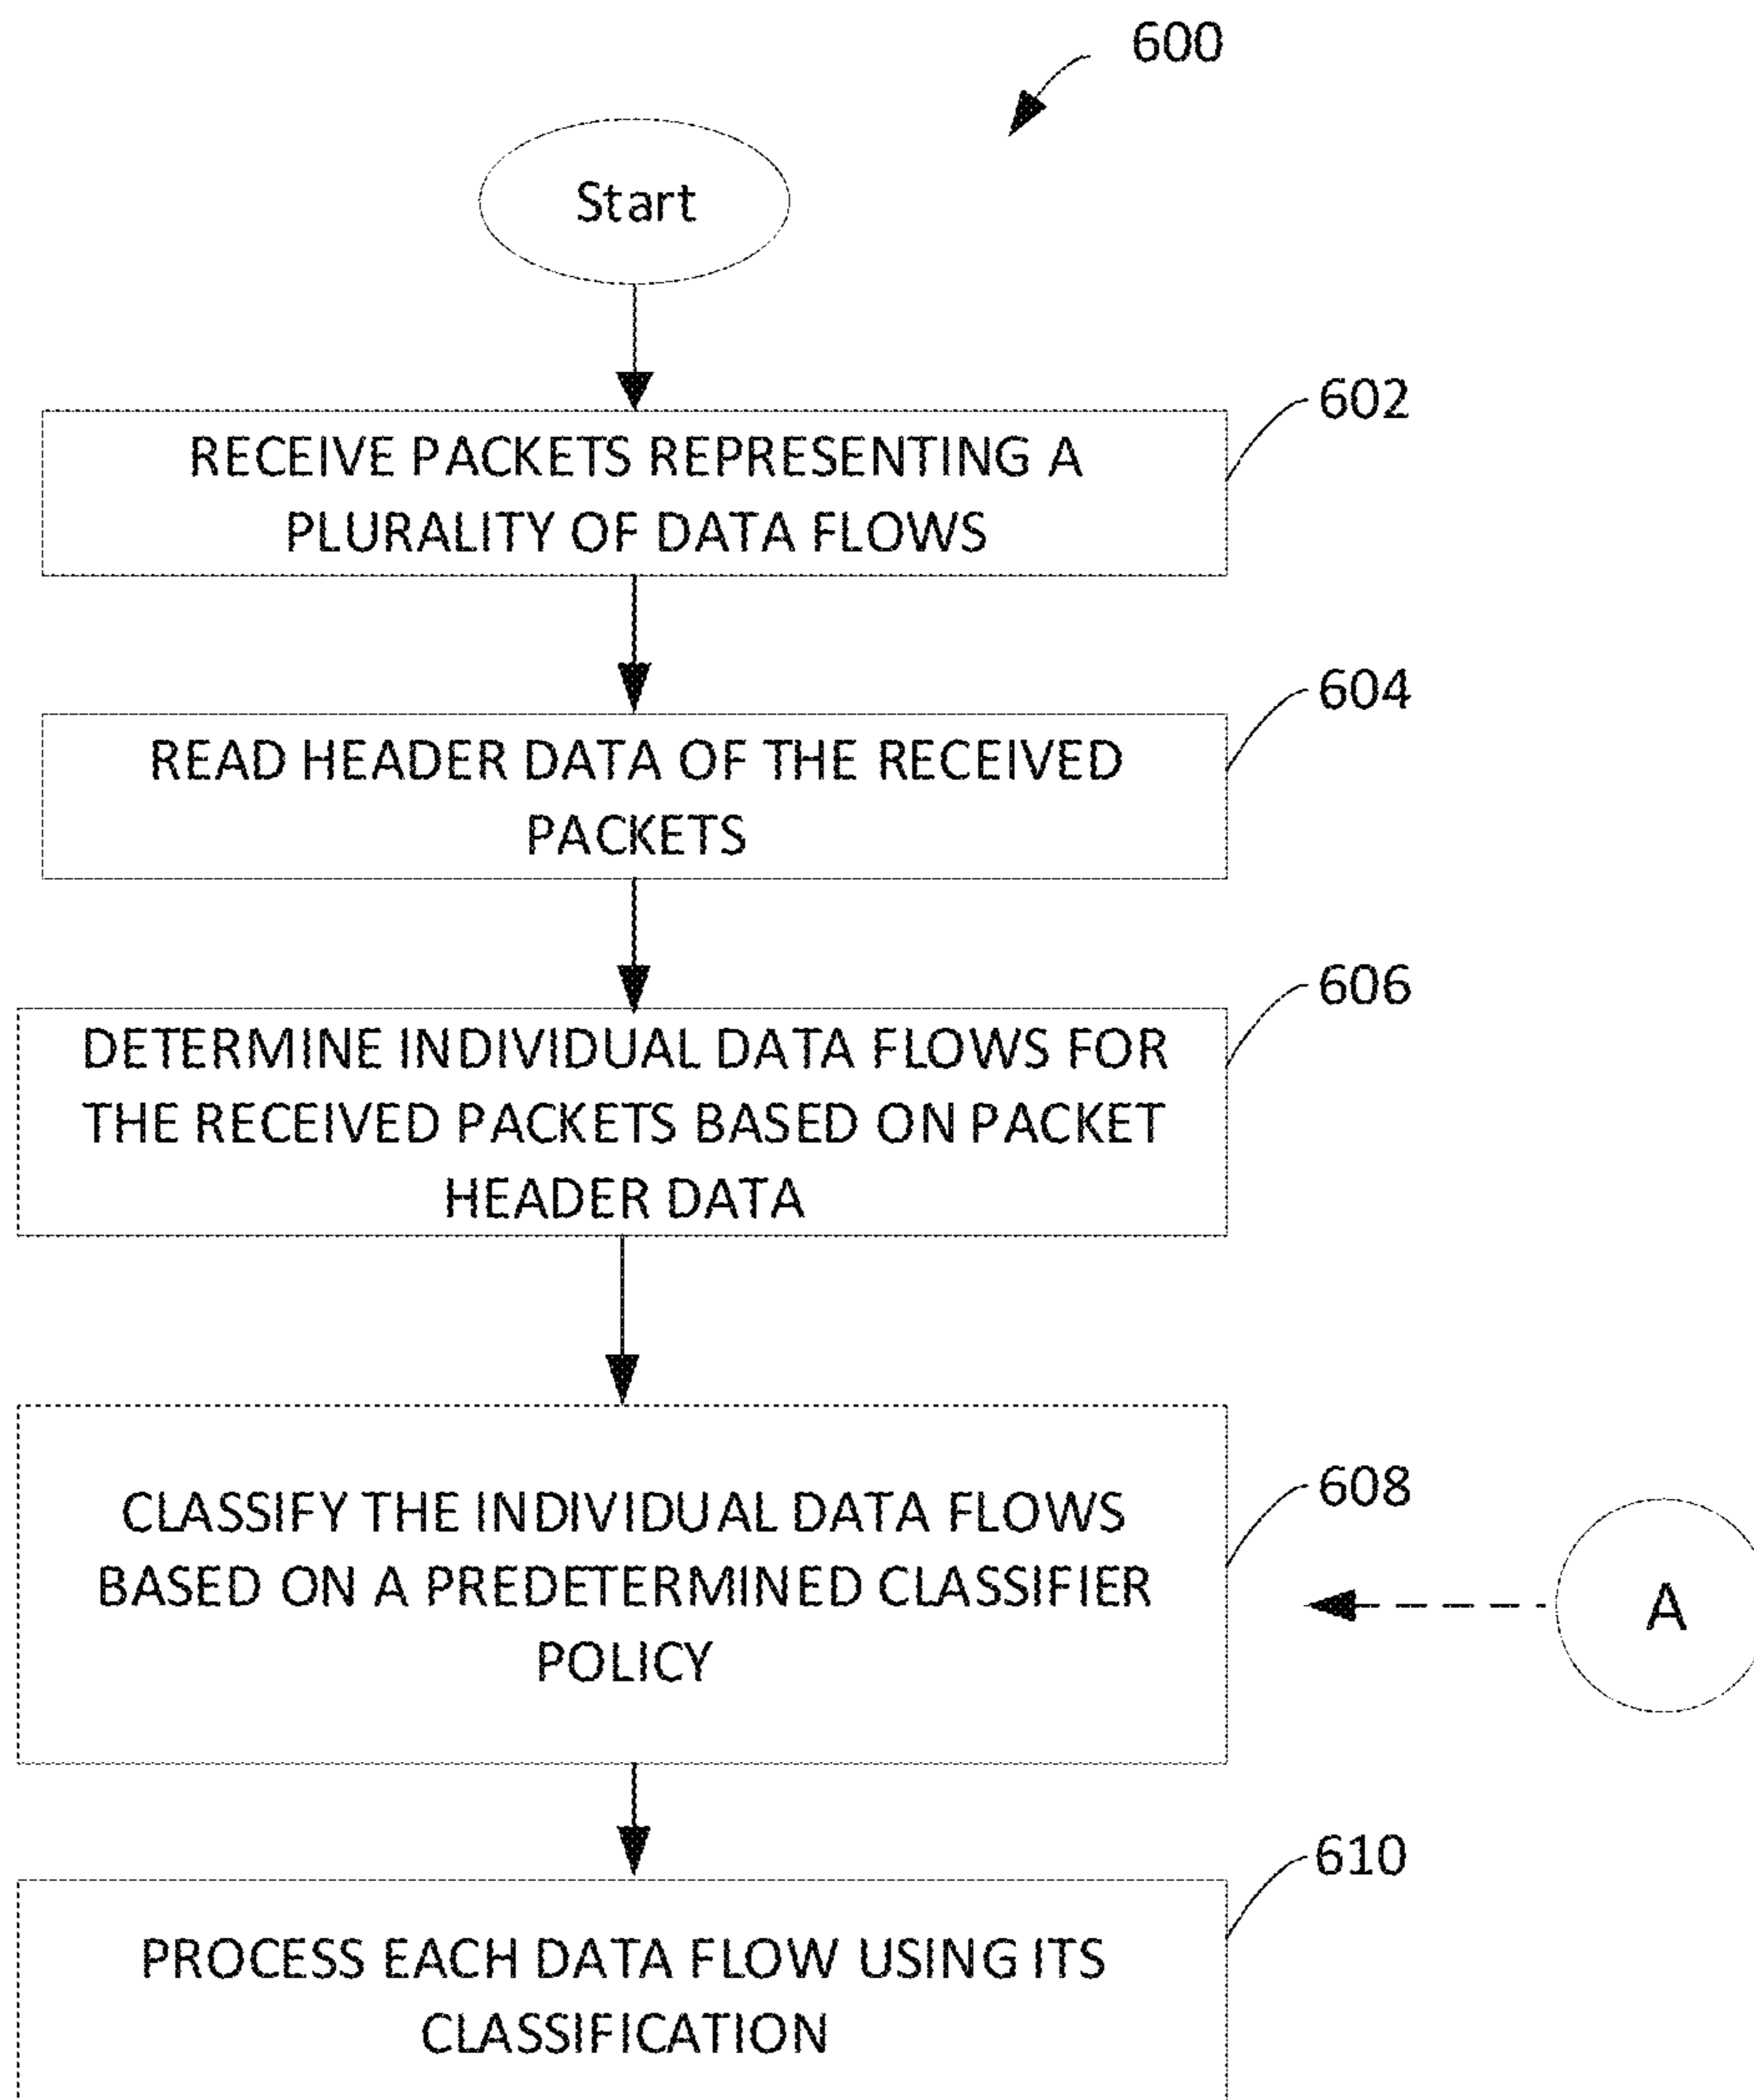 600
Start
602
RECEIVE PACKETS REPRESENTING A
PLURALITY OF DATA FLOWS
604
READ HEADER DATA OF THE RECEIVED
PACKETS
606
DETERMINE INDIVIDUAL DATA FLOWS FOR
THE RECEIVED PACKETS BASED ON PACKET
HEADER DATA
608
CLASSIFY THE INDIVIDUAL DATA FLOWS
BASED ON A PREDETERMINED CLASSIFIER
POLICY
A
610
PROCESS EACH DATA FLOW USING ITS
CLASSIFICATION